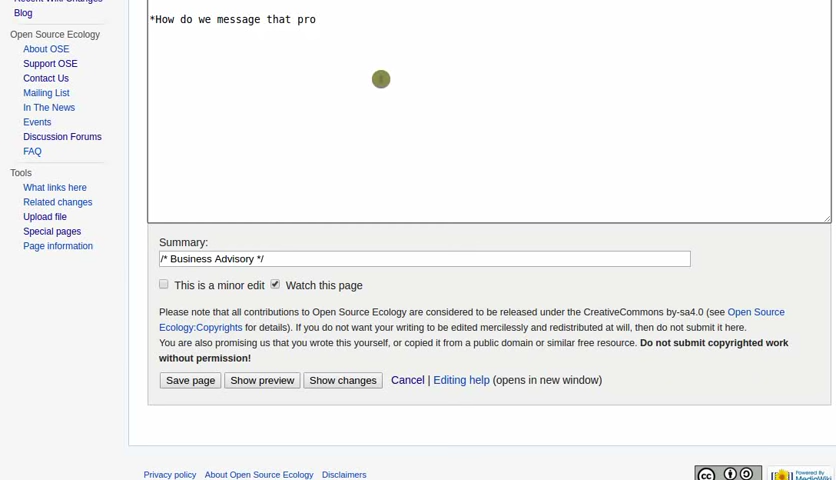 Blog
*How do we message that pro
Open Source Ecology
About OSE
Support OSE
Contact Us
Mailing List
In The News
Events
Discussion Forums
FAQ
Tools
What links here
Related changes
Upload file
Special pages
Page information
Summary:
/* Business Advisory */
This is a minor edit
Watch this page
Please note that all contributions to Open Source Ecology are considered to be released under the CreativeCommons by-sa4.0 (see Open Source
Ecology:Copyrights for details). If you do not want your writing to be edited mercilessly and redistributed at will, then do not submit it here.
You are also promising us that you wrote this yourself, or copied it from a public domain or similar free resource. Do not submit copyrighted work
without permission!
Save page Show preview Show changes Cancel | Editing help (opens in new window)
Privacy policy About Open Source Ecology Disclaimers
cc
Powered By
MediaWiki